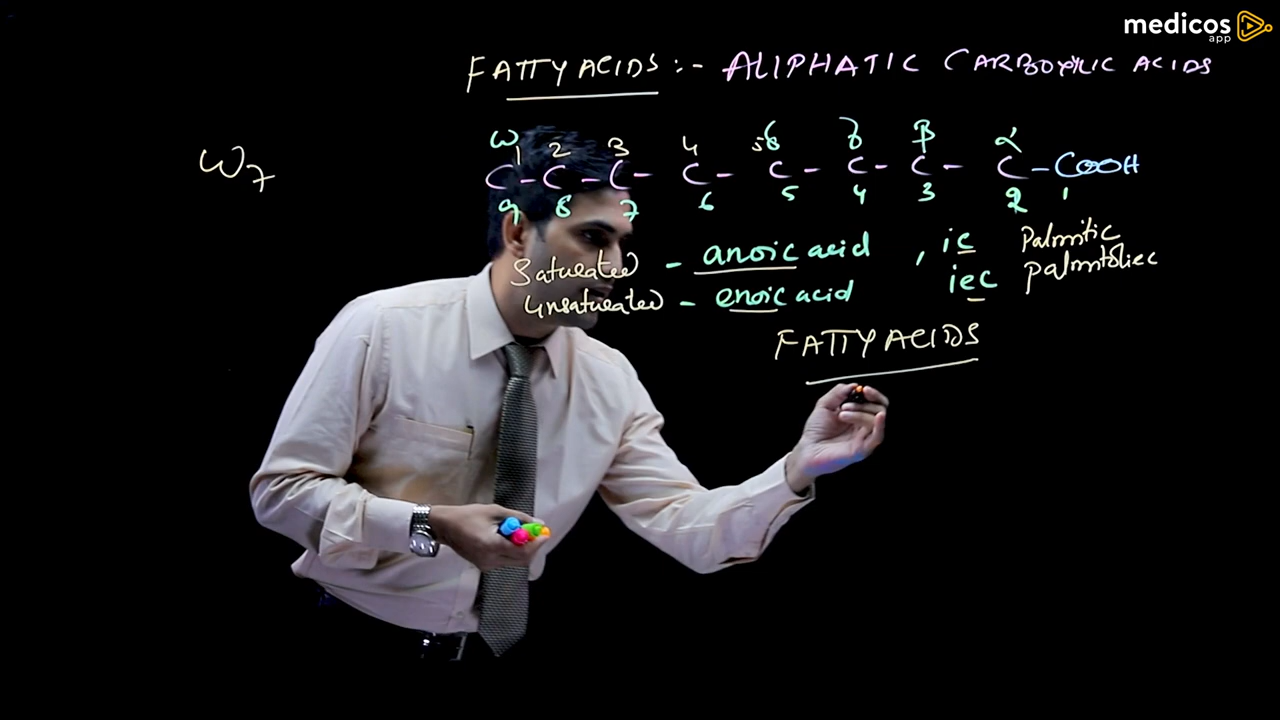 medicos
app
FATTY ACIDS :- ALIPHATIC CARBOXYLIC ACIDS
ω7
ω γ β α
1 2 3 4 5
C - C - C - C - C - C - C - C - COOH
9 8 7 6 5 4 3 2 1
Saturated - anoic acid , ic Palmitic
Unsaturated - enoic acid iec palmitoliec
FATTY ACIDS